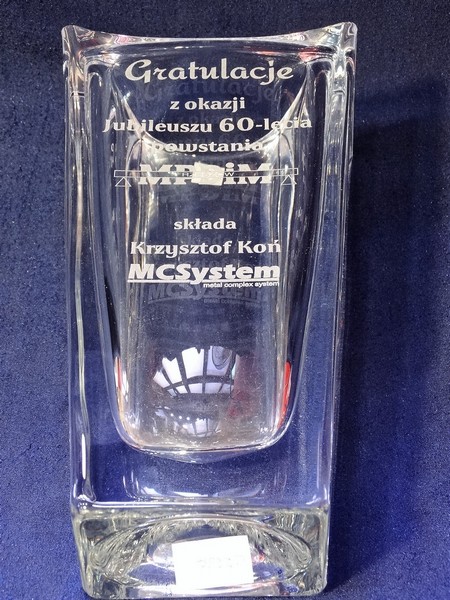 Gratulacje
z okazji
Jubileuszu 60-lecia
powstania
składa
Krzysztof Koń
MCSystem
metal complex system